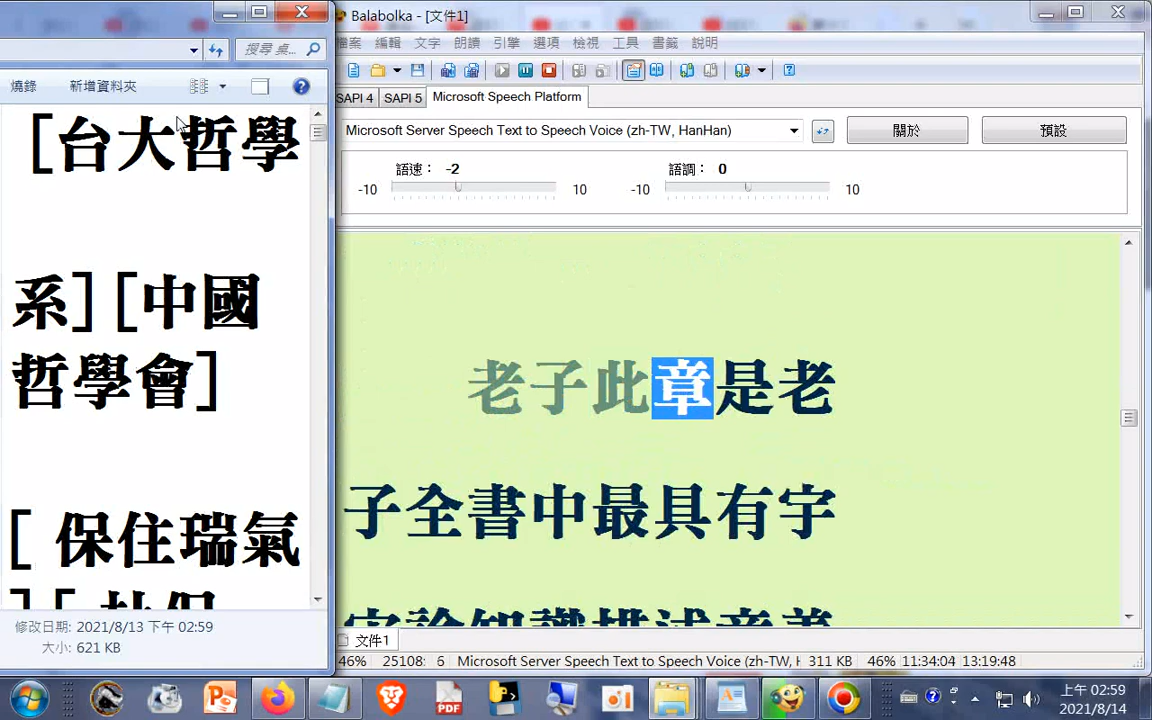 Balabolka - [文件1]
搜尋 桌...
檔案 編輯 文字 朗讀 引擎 選項 檢視 工具 書籤 說明
燒錄 新增資料夾
SAPI 4 SAPI 5 Microsoft Speech Platform
Microsoft Server Speech Text to Speech Voice (zh-TW, HanHan)
關於 預設
語速： -2 語調： 0
-10 10 -10 10
[台大哲學
系][中國
哲學會]
[ 保住瑞氣
老子此章是老
子全書中最具有宇
修改日期: 2021/8/13 下午 02:59
大小: 621 KB
文件1
46% 25108: 6 Microsoft Server Speech Text to Speech Voice (zh-TW, H 311 KB 46% 11:34:04 13:19:48
PDF
上午 02:59
2021/8/14